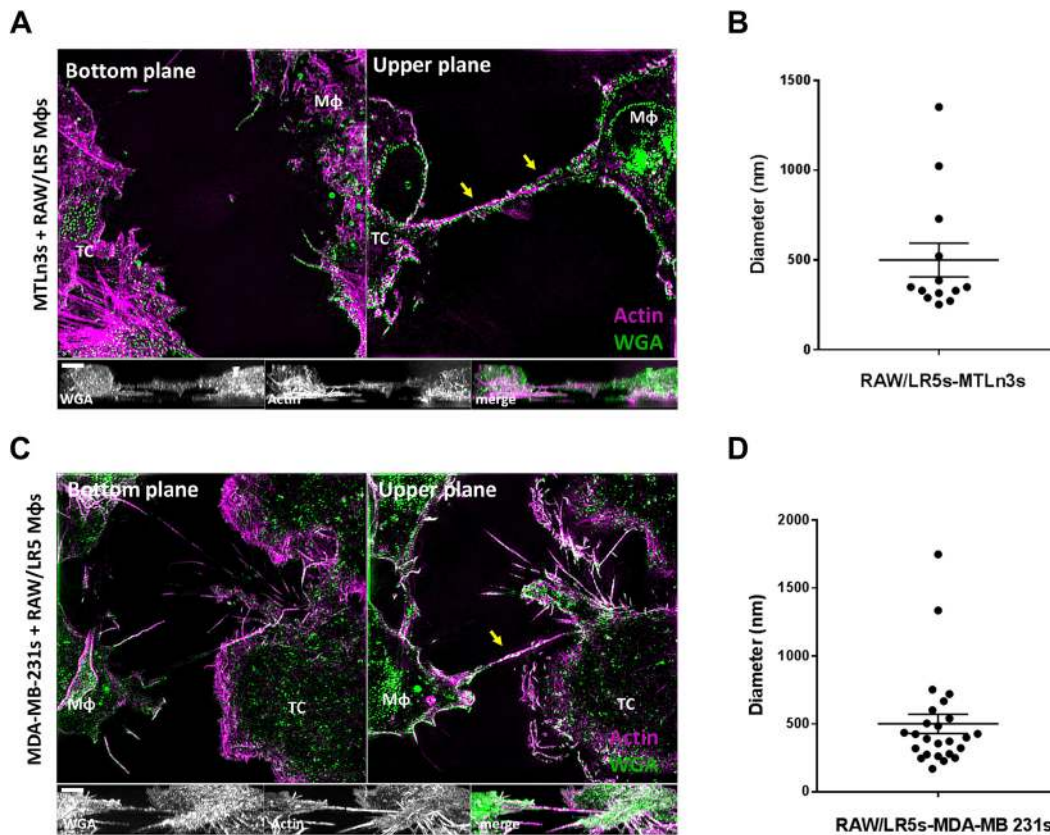 A
MTLn3s + RAW/LR5 Mφs
Bottom plane
Mφ
TC
Upper plane
Mφ
TC
Actin
WGA
WGA
Actin
merge
B
Diameter (nm)
1500
1000
500
0
RAW/LR5s-MTLn3s
C
MDA-MB-231s + RAW/LR5 Mφs
Bottom plane
Mφ
TC
Upper plane
Mφ
TC
Actin
WGA
WGA
Actin
merge
D
Diameter (nm)
2000
1500
1000
500
0
RAW/LR5s-MDA-MB 231s